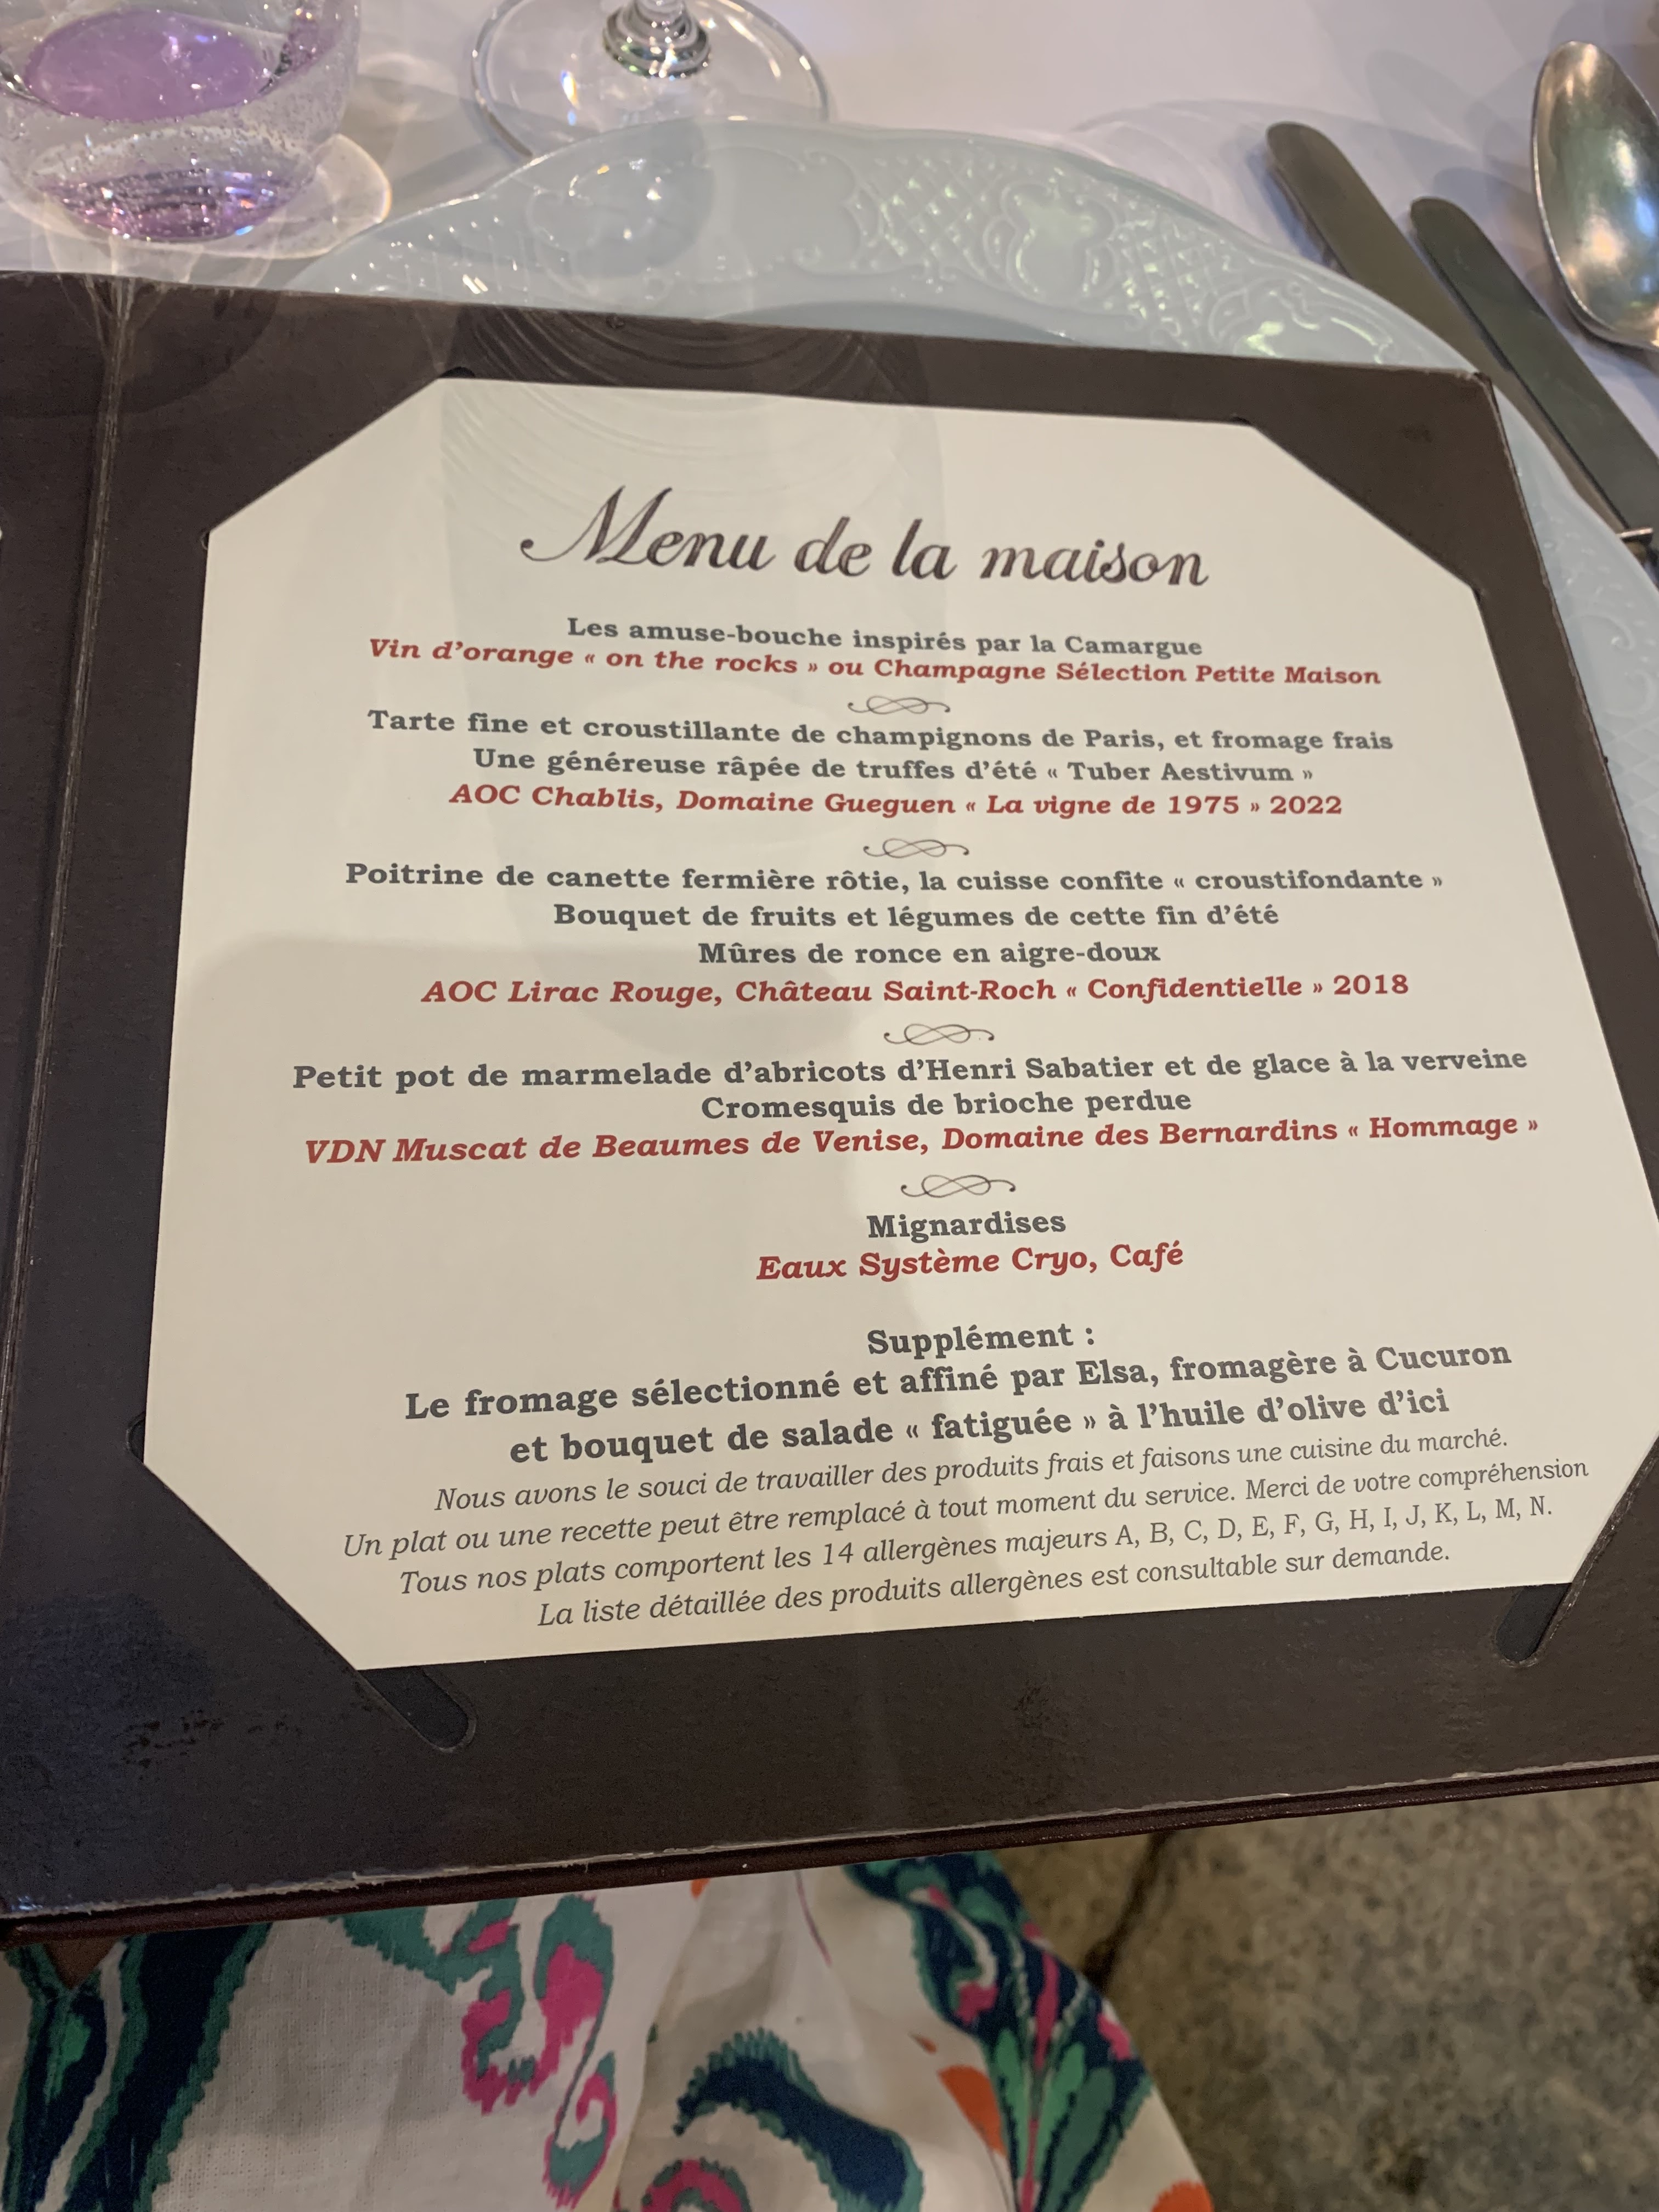 Menu de la maison
Les amuse-bouche inspirés par la Camargue
Vin d'orange « on the rocks » ou Champagne Sélection Petite Maison
Tarte fine et croustillante de champignons de Paris, et fromage frais
Une généreuse râpée de truffes d'été « Tuber Aestivum »
AOC Chablis, Domaine Gueguen « La vigne de 1975 » 2022
Poitrine de canette fermière rôtie, la cuisse confite « croustifondante »
Bouquet de fruits et légumes de cette fin d'été
Mûres de ronce en aigre-doux
AOC Lirac Rouge, Château Saint-Roch « Confidentielle » 2018
Petit pot de marmelade d'abricots d'Henri Sabatier et de glace à la verveine
Cromesquis de brioche perdue
VDN Muscat de Beaumes de Venise, Domaine des Bernardins « Hommage »
Mignardises
Eaux Système Cryo, Café
Supplément :
Le fromage sélectionné et affiné par Elsa, fromagère à Cucuron
et bouquet de salade « fatiguée » à l'huile d'olive d'ici
Nous avons le souci de travailler des produits frais et faisons une cuisine du marché.
Un plat ou une recette peut être remplacé à tout moment du service. Merci de votre compréhension
Tous nos plats comportent les 14 allergènes majeurs A, B, C, D, E, F, G, H, I, J, K, L, M, N.
La liste détaillée des produits allergènes est consultable sur demande.